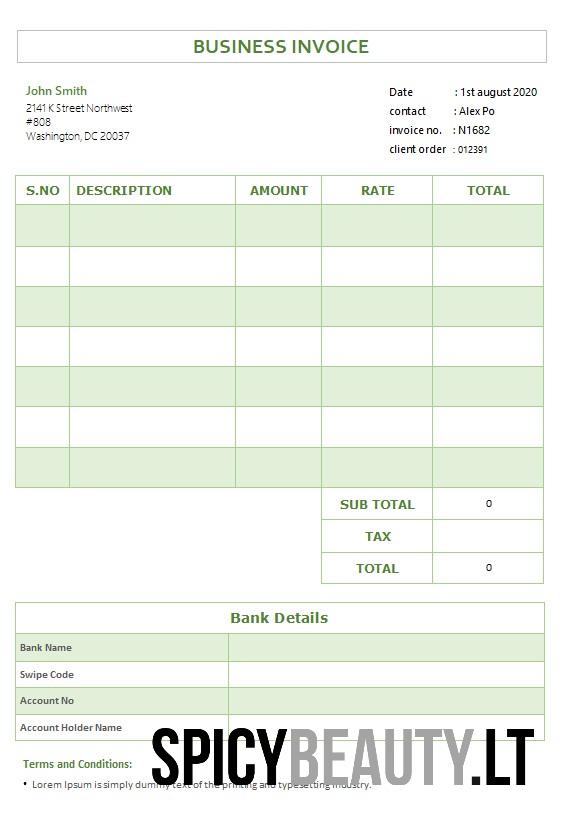 BUSINESS INVOICE
John Smith
2141 K Street Northwest
#808
Washington, DC 20037
Date : 1st august 2020
contact : Alex Po
invoice no. : N1682
client order : 012391
S.NO DESCRIPTION AMOUNT RATE TOTAL
SUB TOTAL 0
TAX
TOTAL 0
Bank Details
Bank Name
Swipe Code
Account No
Account Holder Name
SPICYBEAUTY.LT
Terms and Conditions:
• Lorem Ipsum is simply dummy text of the printing and typesetting industry.